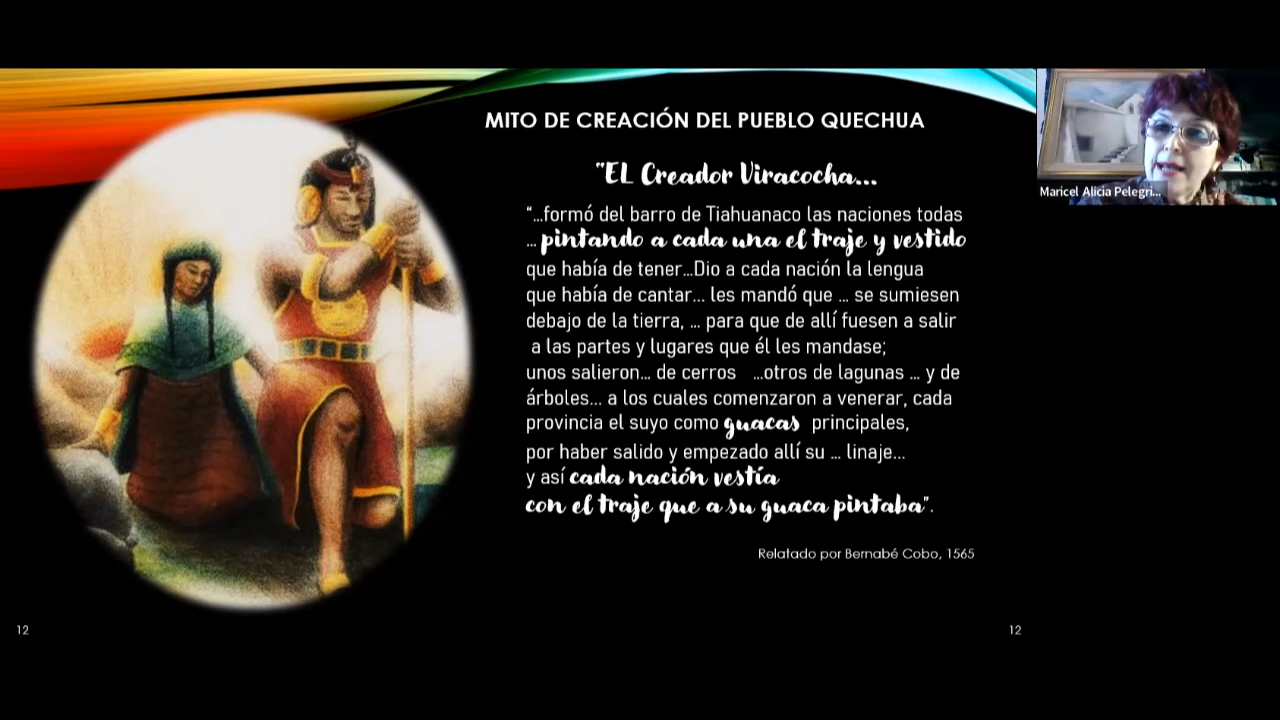 MITO DE CREACIÓN DEL PUEBLO QUECHUA
"EL Creador Viracocha...
"...formó del barro de Tiahuanaco las naciones todas
... pintando a cada una el traje y vestido
que había de tener...Dio a cada nación la lengua
que había de cantar... les mandó que ... se sumiesen
debajo de la tierra, ... para que de allí fuesen a salir
a las partes y lugares que él les mandase;
unos salieron... de cerros ...otros de lagunas ... y de
árboles... a los cuales comenzaron a venerar, cada
provincia el suyo como guacas principales,
por haber salido y empezado allí su ... linaje...
y así cada nación vestía
con el traje que a su guaca pintaba".
Relatado por Bernabé Cobo, 1565
12
12
Maricel Alicia Pelegri...